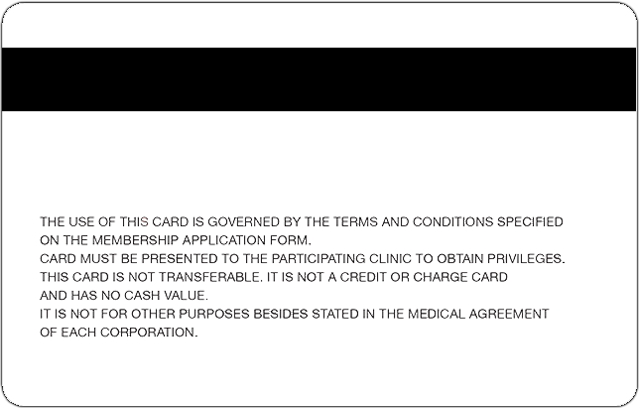 THE USE OF THIS CARD IS GOVERNED BY THE TERMS AND CONDITIONS SPECIFIED
ON THE MEMBERSHIP APPLICATION FORM.
CARD MUST BE PRESENTED TO THE PARTICIPATING CLINIC TO OBTAIN PRIVILEGES.
THIS CARD IS NOT TRANSFERABLE. IT IS NOT A CREDIT OR CHARGE CARD
AND HAS NO CASH VALUE.
IT IS NOT FOR OTHER PURPOSES BESIDES STATED IN THE MEDICAL AGREEMENT
OF EACH CORPORATION.